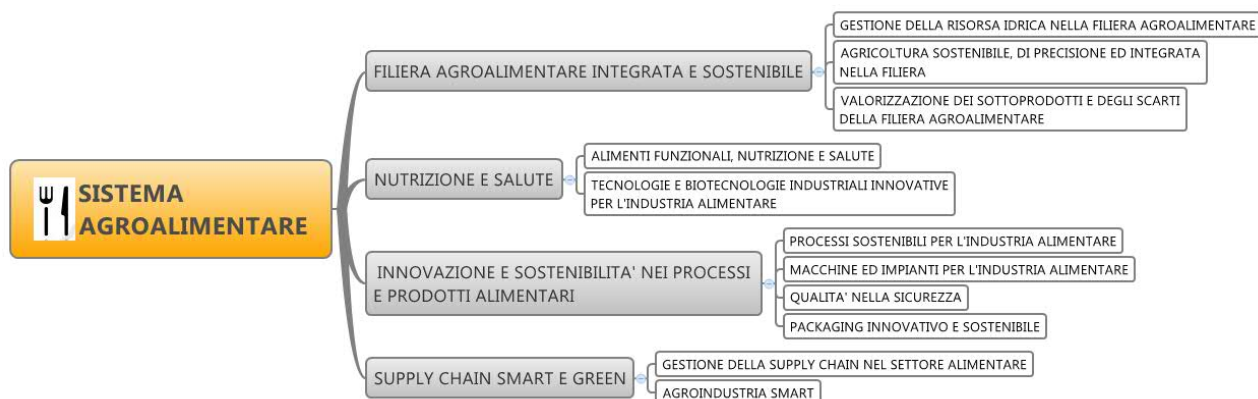 SISTEMA
AGROALIMENTARE
FILIERA AGROALIMENTARE INTEGRATA E SOSTENIBILE
GESTIONE DELLA RISORSA IDRICA NELLA FILIERA AGROALIMENTARE
AGRICOLTURA SOSTENIBILE, DI PRECISIONE ED INTEGRATA
NELLA FILIERA
VALORIZZAZIONE DEI SOTTOPRODOTTI E DEGLI SCARTI
DELLA FILIERA AGROALIMENTARE
NUTRIZIONE E SALUTE
ALIMENTI FUNZIONALI, NUTRIZIONE E SALUTE
TECNOLOGIE E BIOTECNOLOGIE INDUSTRIALI INNOVATIVE
PER L'INDUSTRIA ALIMENTARE
INNOVAZIONE E SOSTENIBILITA' NEI PROCESSI
E PRODOTTI ALIMENTARI
PROCESSI SOSTENIBILI PER L'INDUSTRIA ALIMENTARE
MACCHINE ED IMPIANTI PER L'INDUSTRIA ALIMENTARE
QUALITA' NELLA SICUREZZA
PACKAGING INNOVATIVO E SOSTENIBILE
SUPPLY CHAIN SMART E GREEN
GESTIONE DELLA SUPPLY CHAIN NEL SETTORE ALIMENTARE
AGROINDUSTRIA SMART